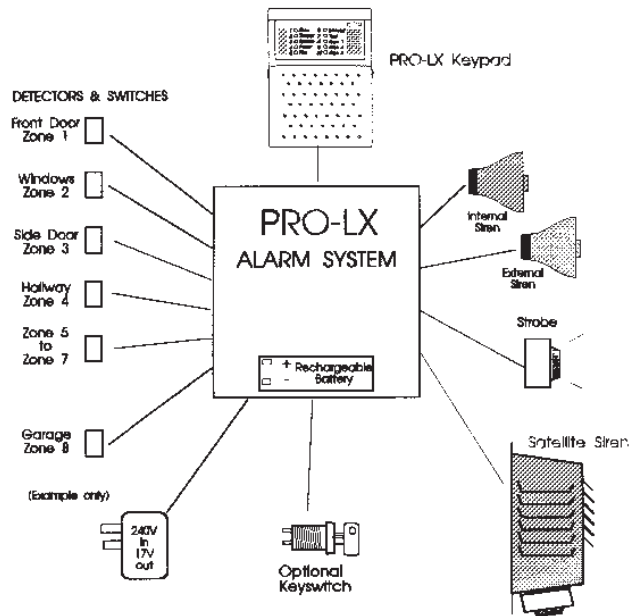 PRO-LX Keypad
DETECTORS & SWITCHES
Front Door
Zone 1
Windows
Zone 2
Side Door
Zone 3
Hallway
Zone 4
Zone 5
to
Zone 7
Garage
Zone 8
(Example only)
PRO-LX
ALARM SYSTEM
+ Rechargeable
- Battery
Internal
Siren
External
Siren
Strobe
Satellite Siren
240V
in
17V
out
Optional
Keyswitch